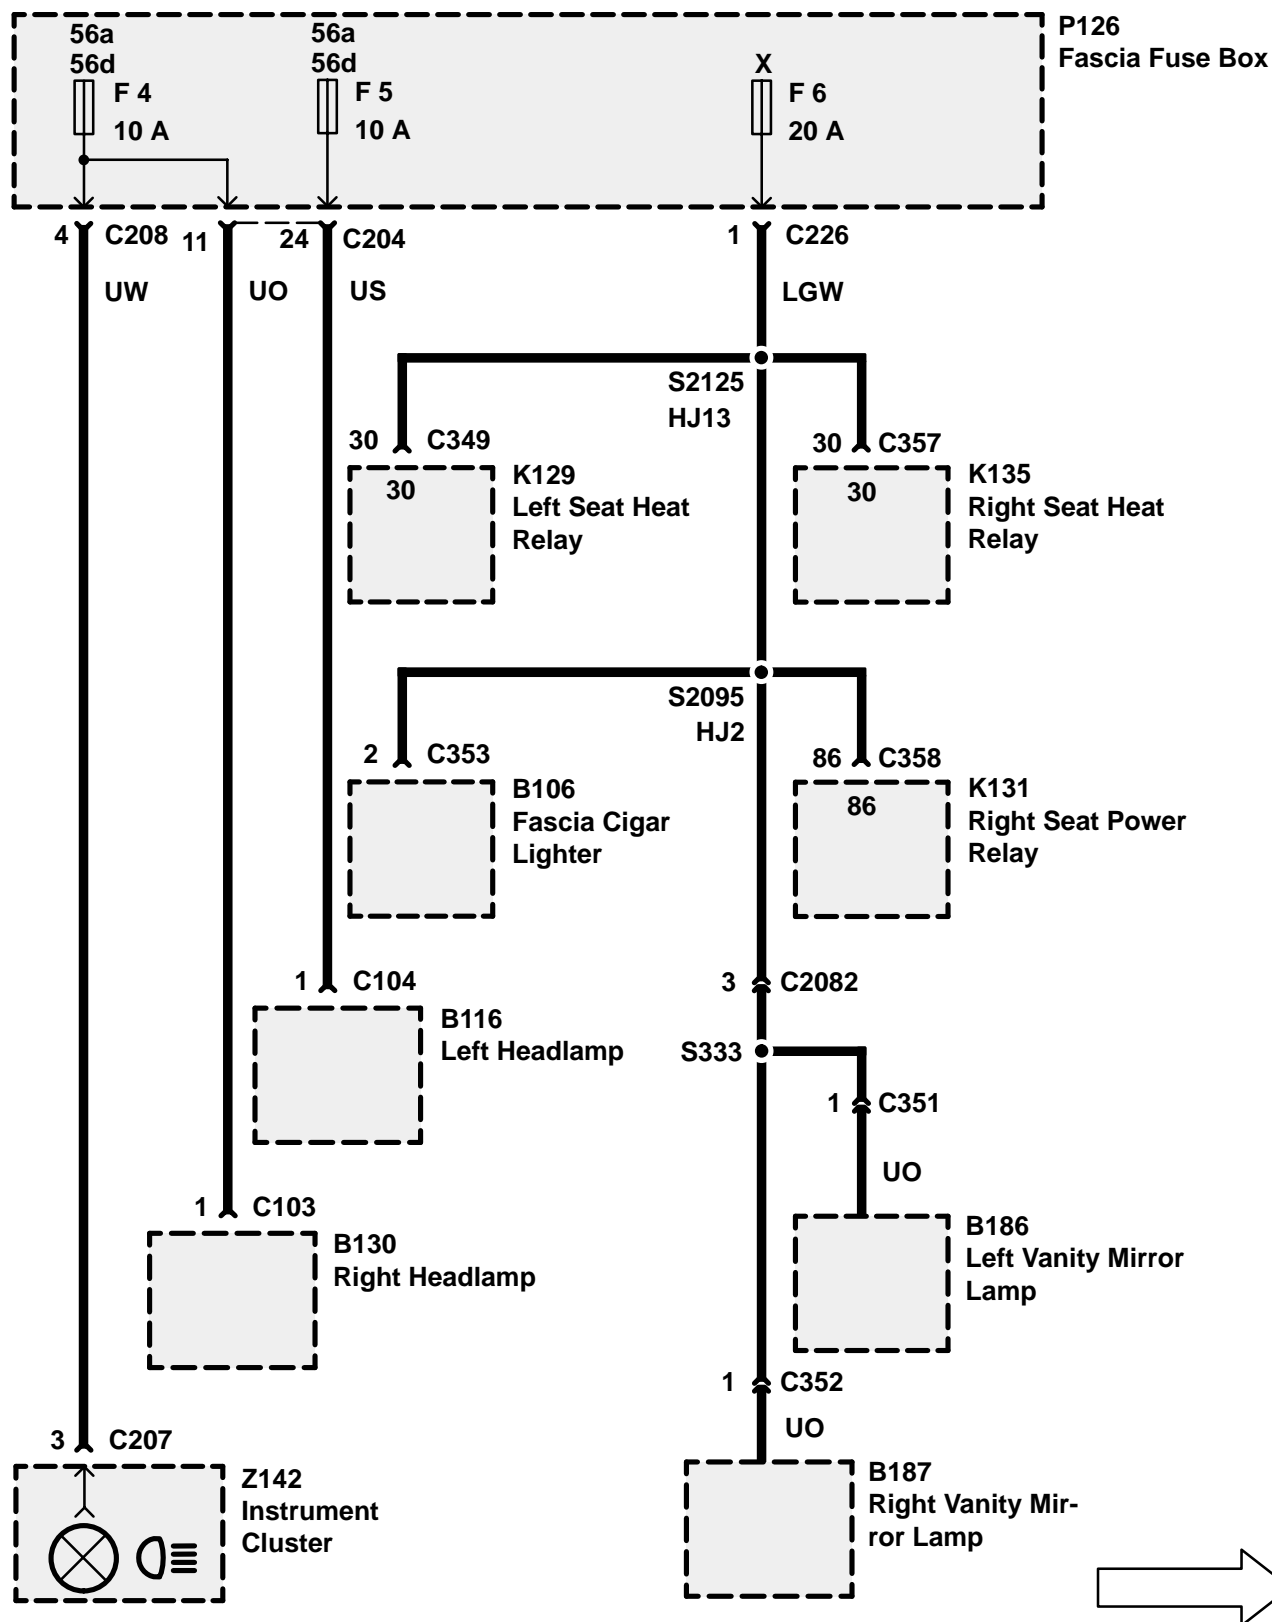 56a
56d
F 4
10 A
56a
56d
F 5
10 A
X
F 6
20 A
P126
Fascia Fuse Box
4 C208
11
24 C204
1 C226
UW
UO
US
LGW
S2125
HJ13
30 C349
30
K129
Left Seat Heat
Relay
30 C357
30
K135
Right Seat Heat
Relay
S2095
HJ2
2 C353
B106
Fascia Cigar
Lighter
86 C358
86
K131
Right Seat Power
Relay
1 C104
B116
Left Headlamp
3 C2082
S333
1 C351
UO
B186
Left Vanity Mirror
Lamp
1 C103
B130
Right Headlamp
1 C352
UO
B187
Right Vanity Mir-
ror Lamp
3 C207
Z142
Instrument
Cluster